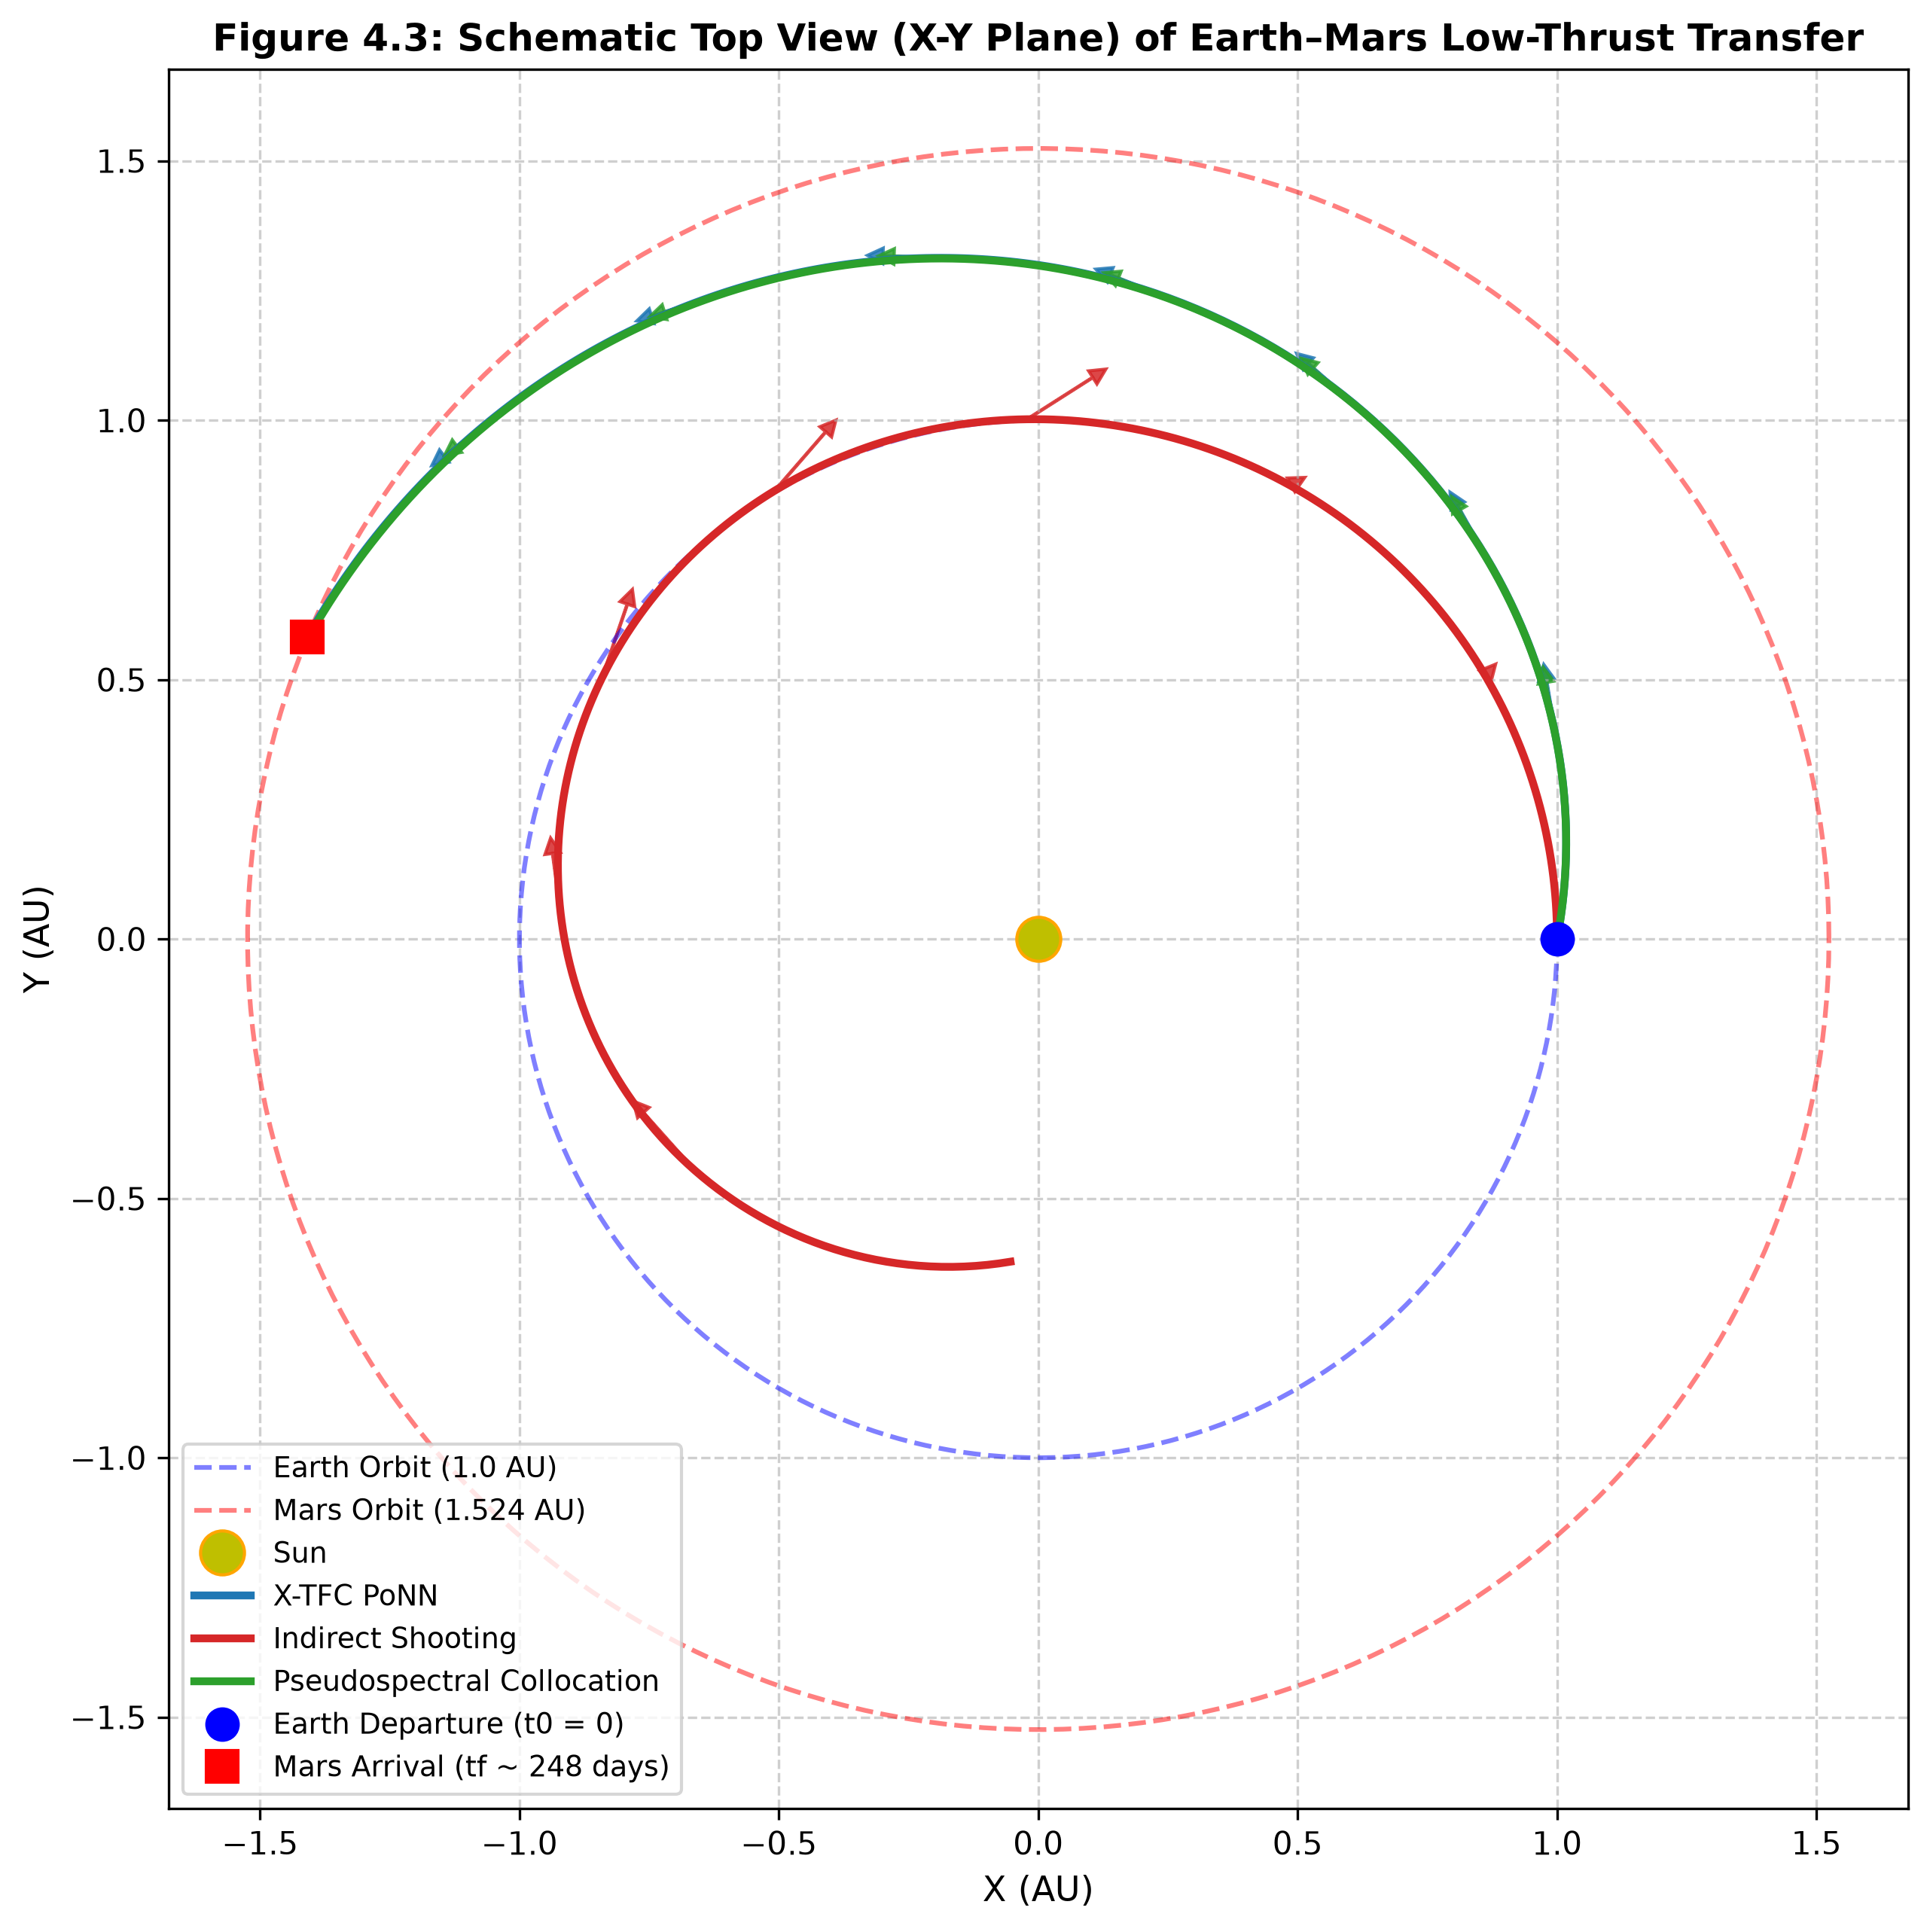 Figure 4.3: Schematic Top View (X-Y Plane) of Earth–Mars Low-Thrust Transfer
1.5
1.0
0.5
0.0
−0.5
−1.0
−1.5
Y (AU)
Earth Orbit (1.0 AU)
Mars Orbit (1.524 AU)
Sun
X-TFC PoNN
Indirect Shooting
Pseudospectral Collocation
Earth Departure (t0 = 0)
Mars Arrival (tf ~ 248 days)
−1.5 −1.0 −0.5 0.0 0.5 1.0 1.5
X (AU)